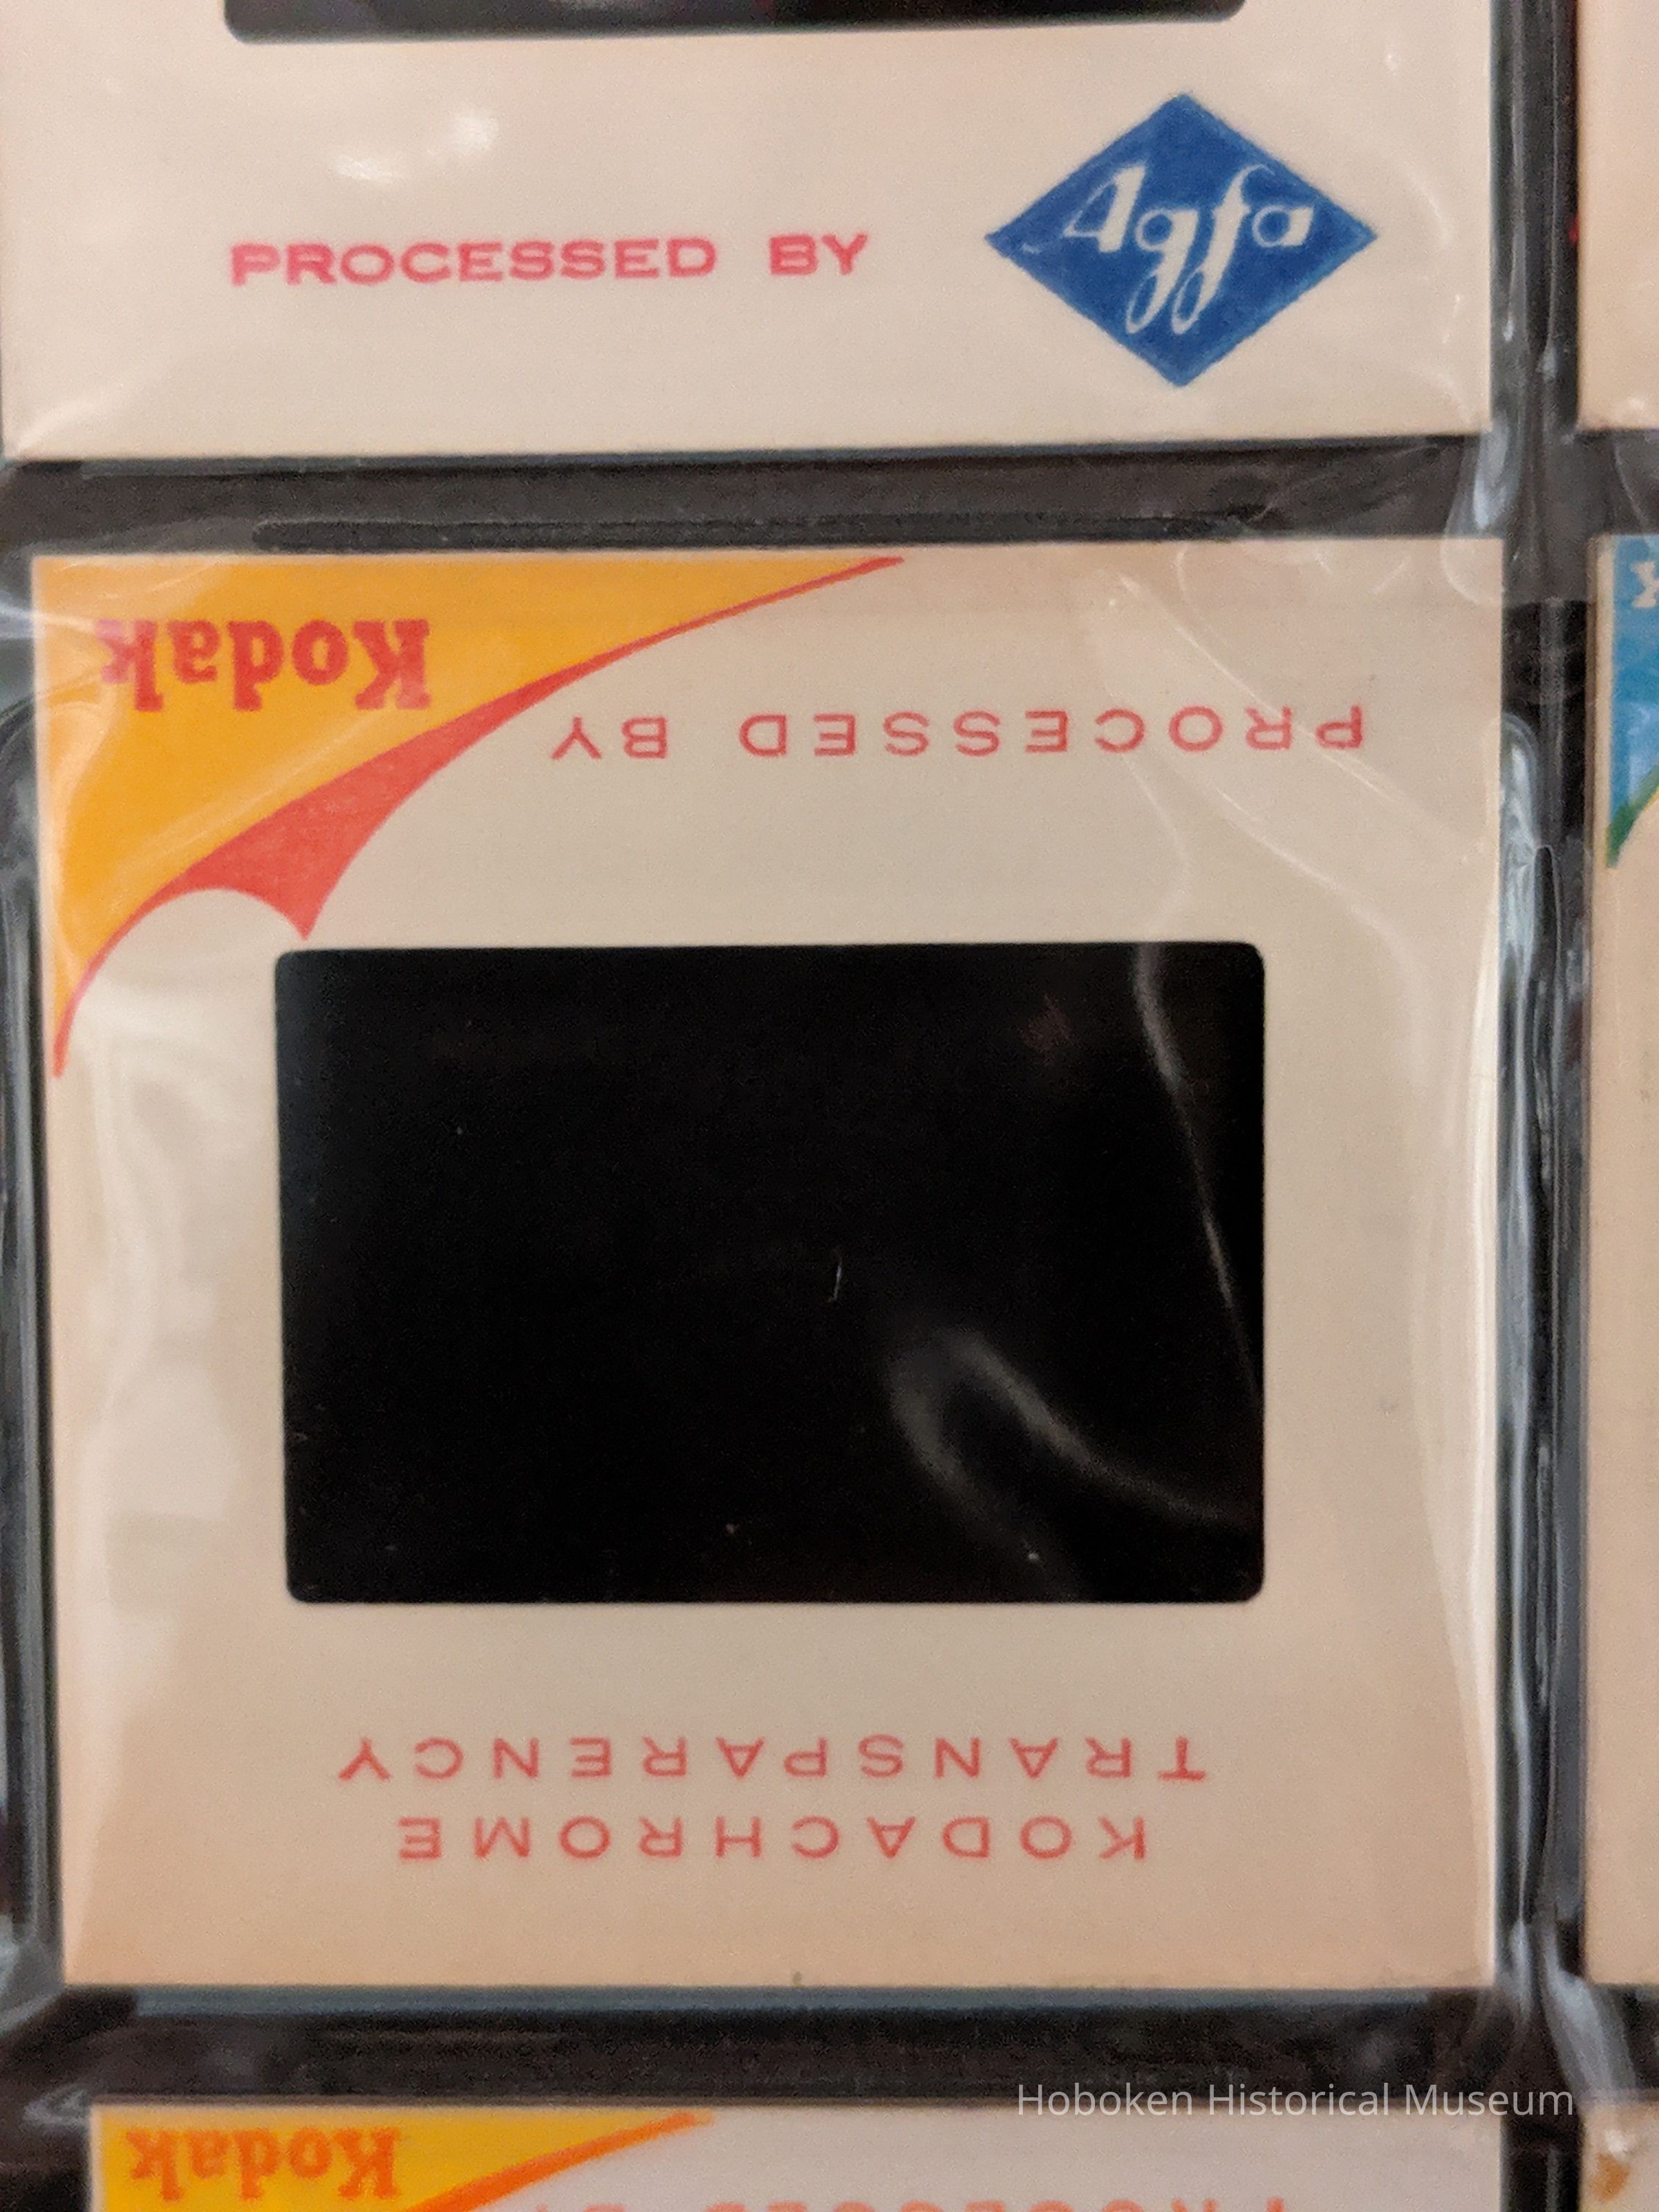 PROCESSED BY Agfa
PROCESSED BY Kodak
KODACHROME
TRANSPARENCY
Kodak
Hoboken Historical Museum